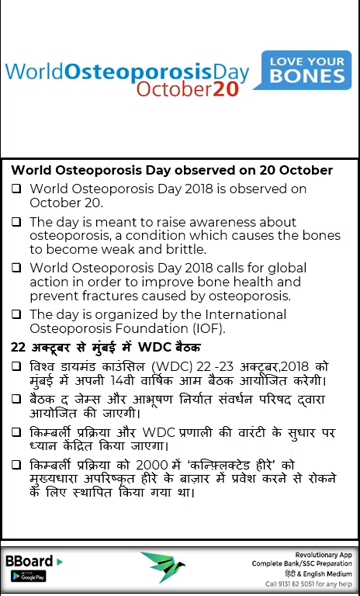 WorldOsteoporosisDay
October20
LOVE YOUR
BONES
World Osteoporosis Day observed on 20 October
❑ World Osteoporosis Day 2018 is observed on
October 20.
❑ The day is meant to raise awareness about
osteoporosis, a condition which causes the bones
to become weak and brittle.
❑ World Osteoporosis Day 2018 calls for global
action in order to improve bone health and
prevent fractures caused by osteoporosis.
❑ The day is organized by the International
Osteoporosis Foundation (IOF).
22 अक्टूबर से मुंबई में WDC बैठक
❑ विश्व डायमंड काउंसिल (WDC) 22 -23 अक्टूबर,2018 को
मुंबई में अपनी 14वीं वार्षिक आम बैठक आयोजित करेगी।
❑ बैठक द जेम्स और आभूषण निर्यात संवर्धन परिषद द्वारा
आयोजित की जाएगी।
❑ किम्बर्ली प्रक्रिया और WDC प्रणाली की वारंटी के सुधार पर
ध्यान केंद्रित किया जाएगा।
❑ किम्बर्ली प्रक्रिया को 2000 में 'कन्फ़्लिक्टेड हीरे' को
मुख्यधारा अपरिष्कृत हीरे के बाज़ार में प्रवेश करने से रोकने
के लिए स्थापित किया गया था।
BBoard
Google Play
Revolutionary App
Complete Bank/SSC Preparation
हिंदी & English Medium
Call 9131 62 5051 for any help